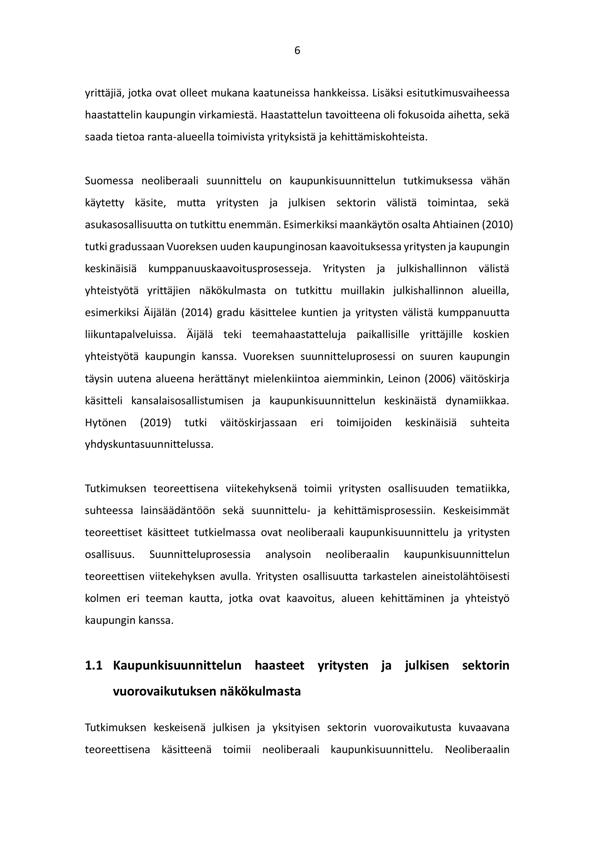 6
yrittäjiä, jotka ovat olleet mukana kaatuneissa hankkeissa. Lisäksi esitutkimusvaiheessa
haastattelin kaupungin virkamiestä. Haastattelun tavoitteena oli fokusoida aihetta, sekä
saada tietoa ranta-alueella toimivista yrityksistä ja kehittämiskohteista.
Suomessa neoliberaali suunnittelu on kaupunkisuunnittelun tutkimuksessa vähän
käytetty käsite, mutta yritysten ja julkisen sektorin välistä toimintaa, sekä
asukasosallisuutta on tutkittu enemmän. Esimerkiksi maankäytön osalta Ahtiainen (2010)
tutki gradussaan Vuoreksen uuden kaupunginosan kaavoituksessa yritysten ja kaupungin
keskinäisiä kumppanuuskaavoitusprosesseja. Yritysten ja julkishallinnon välistä
yhteistyötä yrittäjien näkökulmasta on tutkittu muillakin julkishallinnon alueilla,
esimerkiksi Äijälän (2014) gradu käsittelee kuntien ja yritysten välistä kumppanuutta
liikuntapalveluissa. Äijälä teki teemahaastatteluja paikallisille yrittäjille koskien
yhteistyötä kaupungin kanssa. Vuoreksen suunnitteluprosessi on suuren kaupungin
täysin uutena alueena herättänyt mielenkiintoa aiemminkin, Leinon (2006) väitöskirja
käsitteli kansalaisosallistumisen ja kaupunkisuunnittelun keskinäistä dynamiikkaa.
Hytönen (2019) tutki väitöskirjassaan eri toimijoiden keskinäisiä suhteita
yhdyskuntasuunnittelussa.
Tutkimuksen teoreettisena viitekehyksenä toimii yritysten osallisuuden tematiikka,
suhteessa lainsäädäntöön sekä suunnittelu- ja kehittämisprosessiin. Keskeisimmät
teoreettiset käsitteet tutkielmassa ovat neoliberaali kaupunkisuunnittelu ja yritysten
osallisuus. Suunnitteluprosessia analysoin neoliberaalin kaupunkisuunnittelun
teoreettisen viitekehyksen avulla. Yritysten osallisuutta tarkastelen aineistolähtöisesti
kolmen eri teeman kautta, jotka ovat kaavoitus, alueen kehittäminen ja yhteistyö
kaupungin kanssa.
1.1 Kaupunkisuunnittelun haasteet yritysten ja julkisen sektorin
vuorovaikutuksen näkökulmasta
Tutkimuksen keskeisenä julkisen ja yksityisen sektorin vuorovaikutusta kuvaavana
teoreettisena käsitteenä toimii neoliberaali kaupunkisuunnittelu. Neoliberaalin